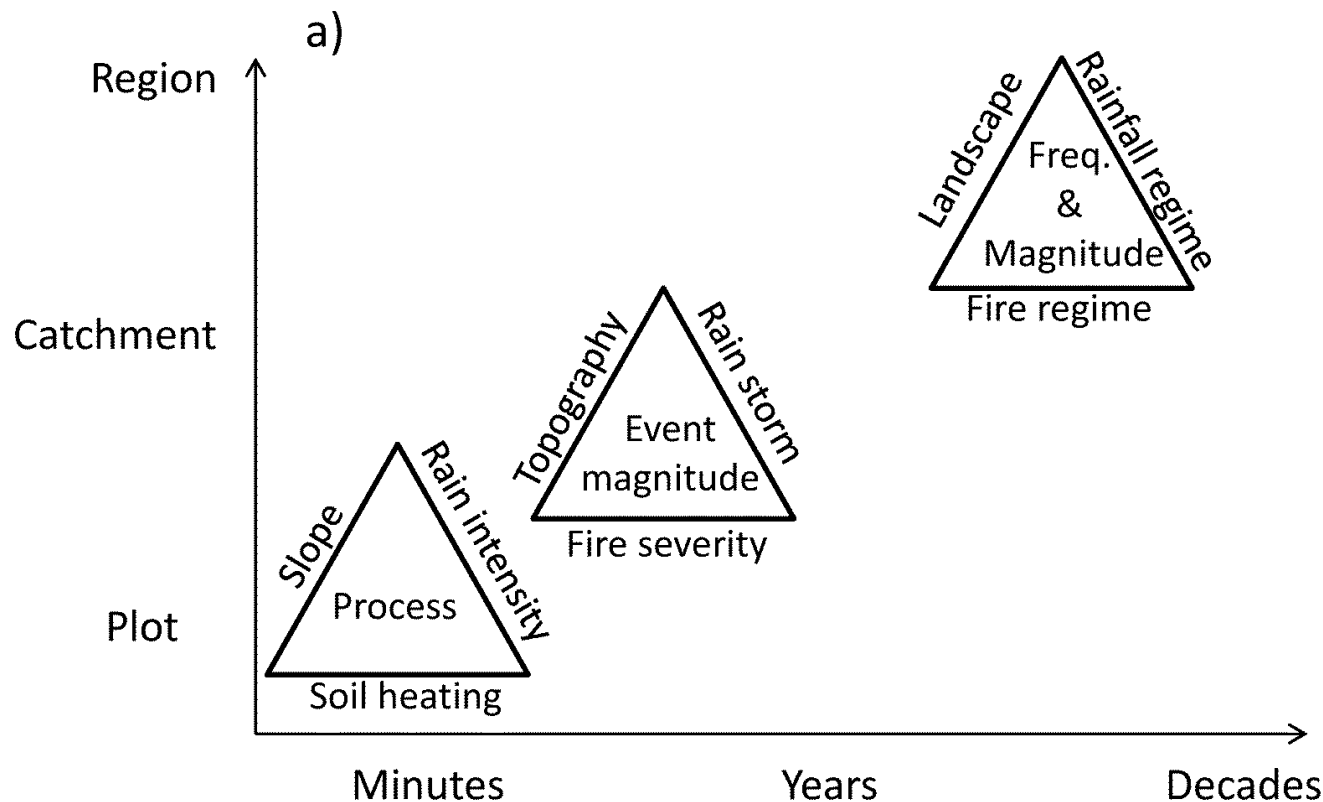 a)
Region
Catchment
Plot
Landscape
Rainfall regime
Freq.
&
Magnitude
Fire regime
Topography
Rain storm
Event
magnitude
Fire severity
Slope
Rain intensity
Process
Soil heating
Minutes
Years
Decades